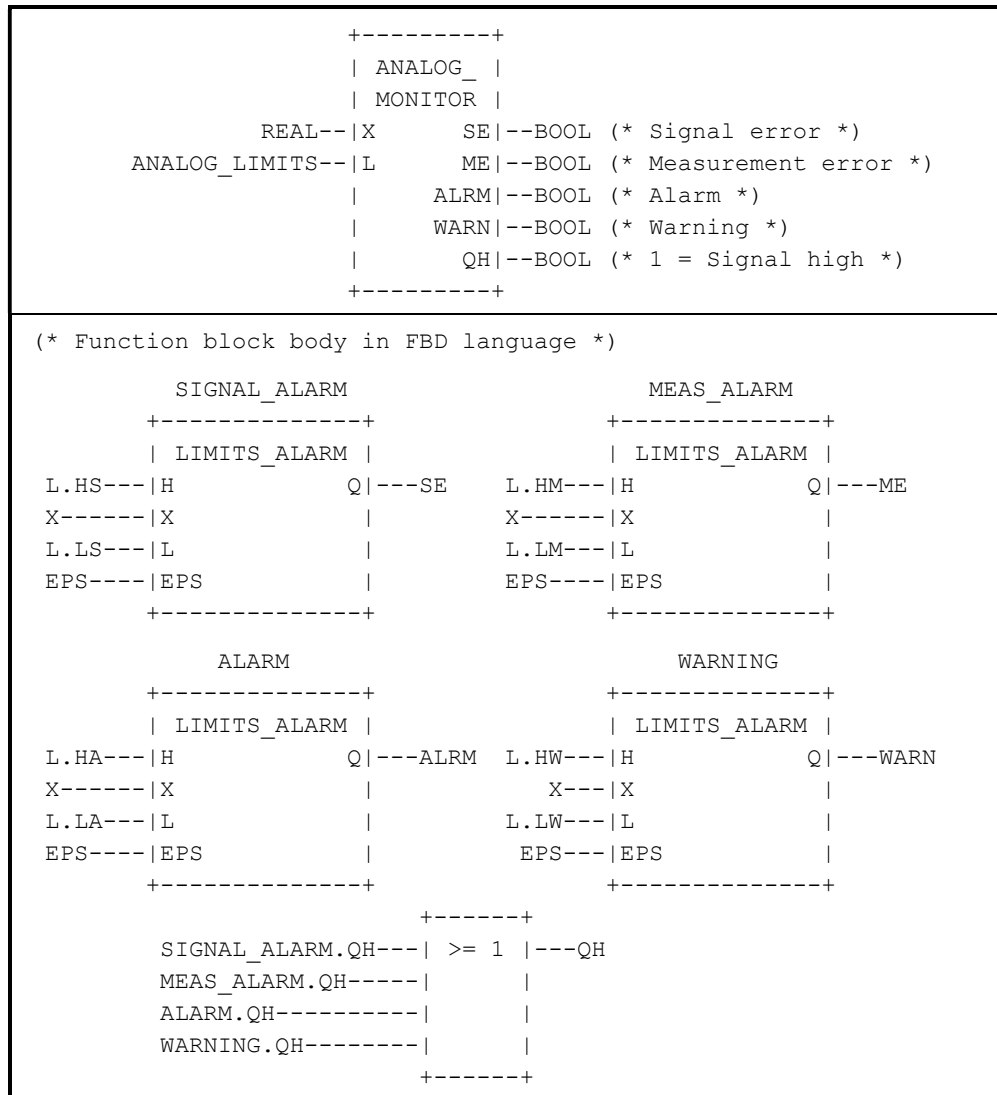 +---------+
| ANALOG_ |
| MONITOR |
REAL--|X       SE|--BOOL (* Signal error *)
ANALOG_LIMITS--|L       ME|--BOOL (* Measurement error *)
|     ALRM|--BOOL (* Alarm *)
|     WARN|--BOOL (* Warning *)
|       QH|--BOOL (* 1 = Signal high *)
+---------+
(* Function block body in FBD language *)
SIGNAL_ALARM                    MEAS_ALARM
+--------------+                +--------------+
| LIMITS_ALARM |                | LIMITS_ALARM |
L.HS---|H            Q|---SE    L.HM---|H            Q|---ME
X------|X             |         X------|X             |
L.LS---|L             |         L.LM---|L             |
EPS----|EPS           |         EPS----|EPS           |
+--------------+                +--------------+
ALARM                           WARNING
+--------------+                +--------------+
| LIMITS_ALARM |                | LIMITS_ALARM |
L.HA---|H            Q|---ALRM  L.HW---|H            Q|---WARN
X------|X             |            X---|X             |
L.LA---|L             |         L.LW---|L             |
EPS----|EPS           |          EPS---|EPS           |
+--------------+                +--------------+
+------+
SIGNAL_ALARM.QH---| >= 1 |---QH
MEAS_ALARM.QH-----|      |
ALARM.QH----------|      |
WARNING.QH--------|      |
+------+